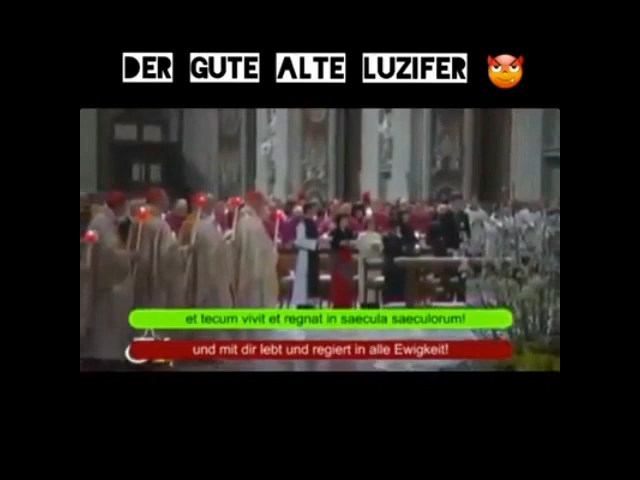 DER GUTE ALTE LUZIFER 😈
et tecum vivit et regnat in saecula saeculorum!
und mit dir lebt und regiert in alle Ewigkeit!